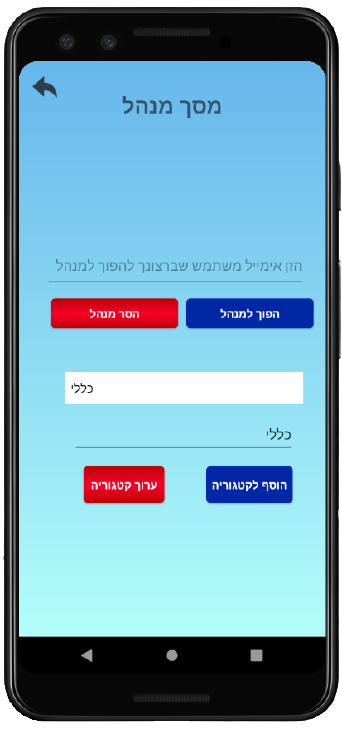 מסך מנהל
הזן אימייל משתמש שברצונך להפוך למנהל
הפוך למנהל
הסר מנהל
כללי
כללי
הוסף לקטגוריה
ערוך קטגוריה